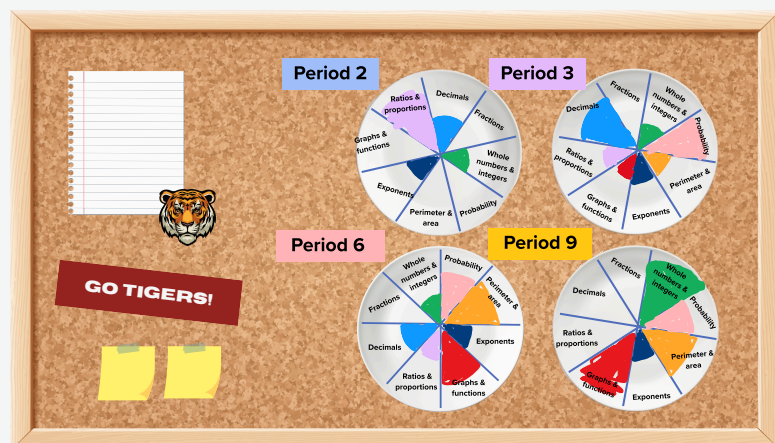 Period 2
Decimals
Fractions
Whole
numbers &
integers
Probability
Perimeter &
area
Exponents
Graphs &
functions
Ratios &
proportions
Period 3
Whole
numbers &
integers
Probability
Perimeter &
area
Exponents
Graphs &
functions
Ratios &
proportions
Decimals
Fractions
GO TIGERS!
Period 6
Probability
Perimeter &
area
Exponents
Graphs &
functions
Ratios &
proportions
Decimals
Fractions
Whole
numbers &
integers
Period 9
Whole
numbers &
integers
Probability
Perimeter &
area
Exponents
Graphs &
functions
Ratios &
proportions
Decimals
Fractions